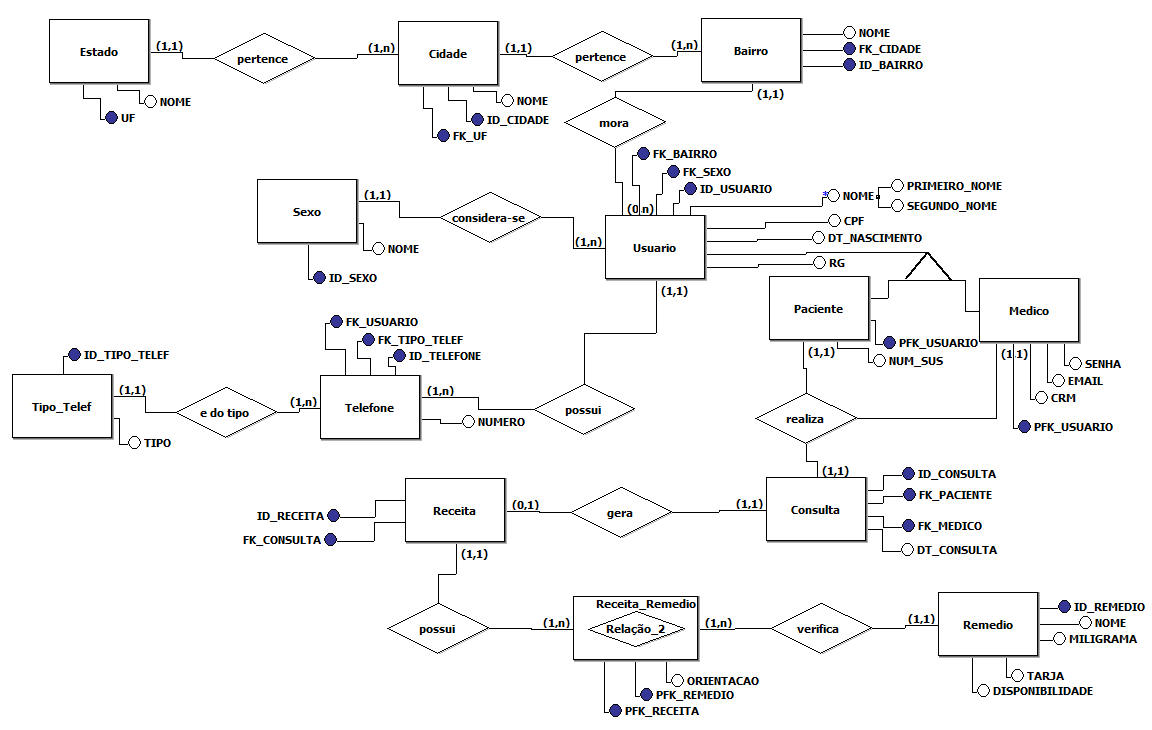 Estado
(1,1)
pertence
(1,n)
Cidade
(1,1)
pertence
(1,n)
Bairro
NOME
FK_CIDADE
ID_BAIRRO
NOME
UF
NOME
ID_CIDADE
FK_UF
(1,1)
mora
FK_BAIRRO
FK_SEXO
ID_USUARIO
(0,n)
Sexo
(1,1)
considera-se
(1,n)
Usuario
*
NOME
PRIMEIRO_NOME
SEGUNDO_NOME
CPF
DT_NASCIMENTO
RG
NOME
ID_SEXO
(1,1)
Paciente
Medico
PFK_USUARIO
NUM_SUS
(1,1)
(1,1)
SENHA
EMAIL
CRM
PFK_USUARIO
ID_TIPO_TELEF
FK_USUARIO
FK_TIPO_TELEF
ID_TELEFONE
Tipo_Telef
(1,1)
e do tipo
(1,n)
Telefone
(1,n)
possui
NUMERO
TIPO
realiza
(1,1)
ID_CONSULTA
FK_PACIENTE
FK_MEDICO
DT_CONSULTA
ID_RECEITA
FK_CONSULTA
Receita
(0,1)
gera
(1,1)
Consulta
(1,1)
possui
(1,n)
Receita_Remedio
Relação_2
(1,n)
verifica
(1,1)
Remedio
ID_REMEDIO
NOME
MILIGRAMA
TARJA
DISPONIBILIDADE
ORIENTACAO
PFK_REMEDIO
PFK_RECEITA